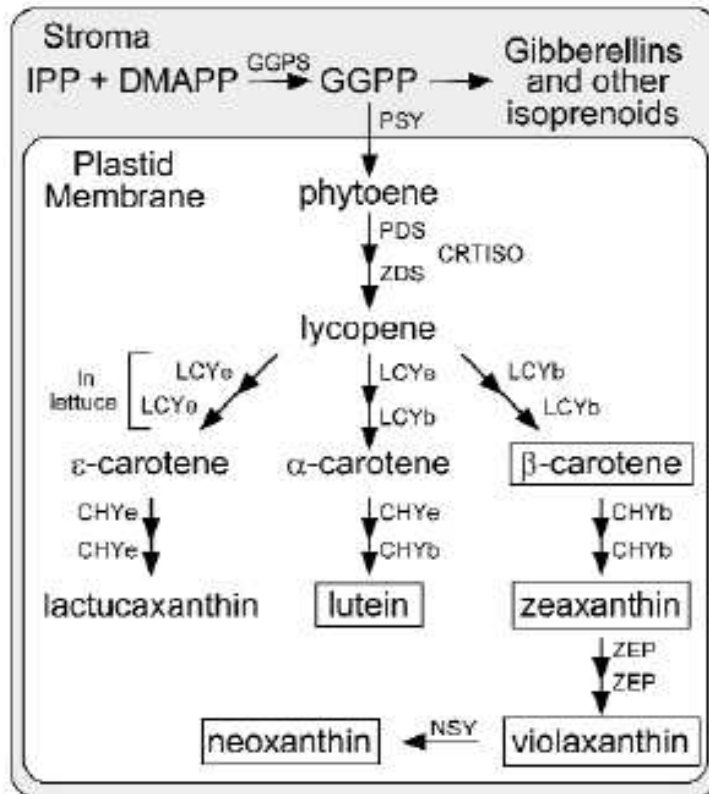 Stroma
IPP + DMAPP GGPS GGPP
Gibberellins
and other
isoprenoids
PSY
Plastid
Membrane
phytoene
PDS
CRTISO
ZDS
lycopene
In
lettuce
LCYe
LCYe
LCYe
LCYb
LCYb
LCYb
ε-carotene α-carotene β-carotene
CHYe CHYe CHYb
CHYe CHYb CHYb
lactucaxanthin lutein zeaxanthin
ZEP
ZEP
neoxanthin NSY violaxanthin